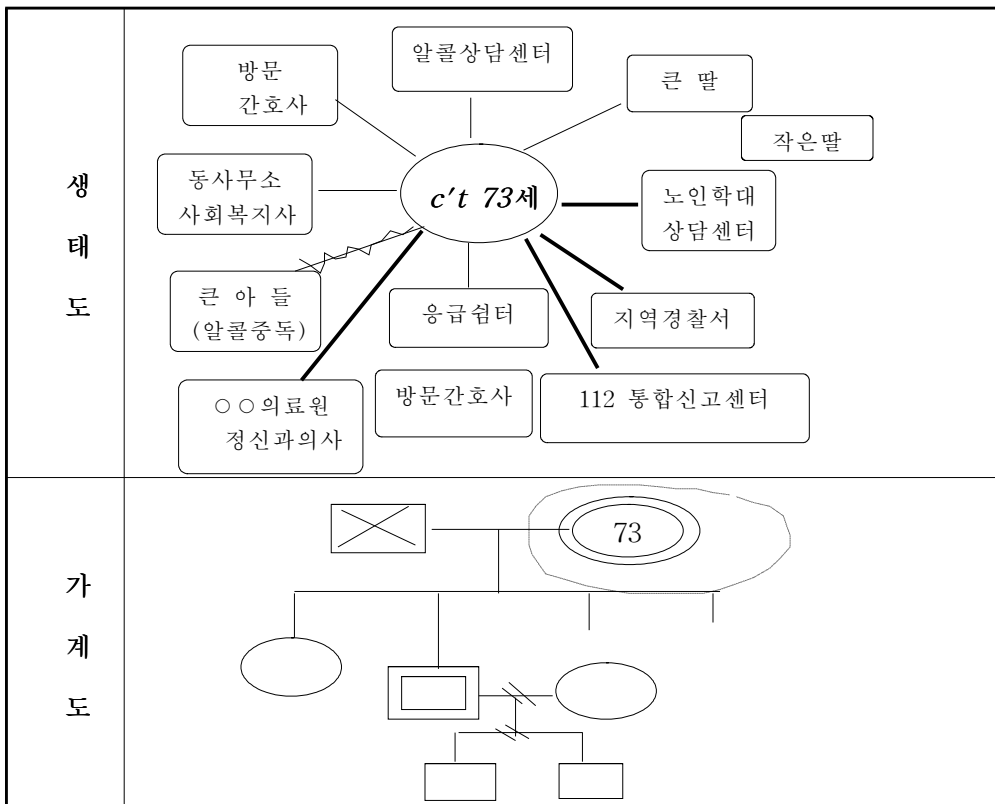 생
태
도
방문
간호사
알콜상담센터
큰 딸
작은딸
동사무소
사회복지사
c't 73세
노인학대
상담센터
큰 아 들
(알콜중독)
응급쉼터
지역경찰서
○○의료원
정신과의사
방문간호사
112 통합신고센터
가
계
도
73